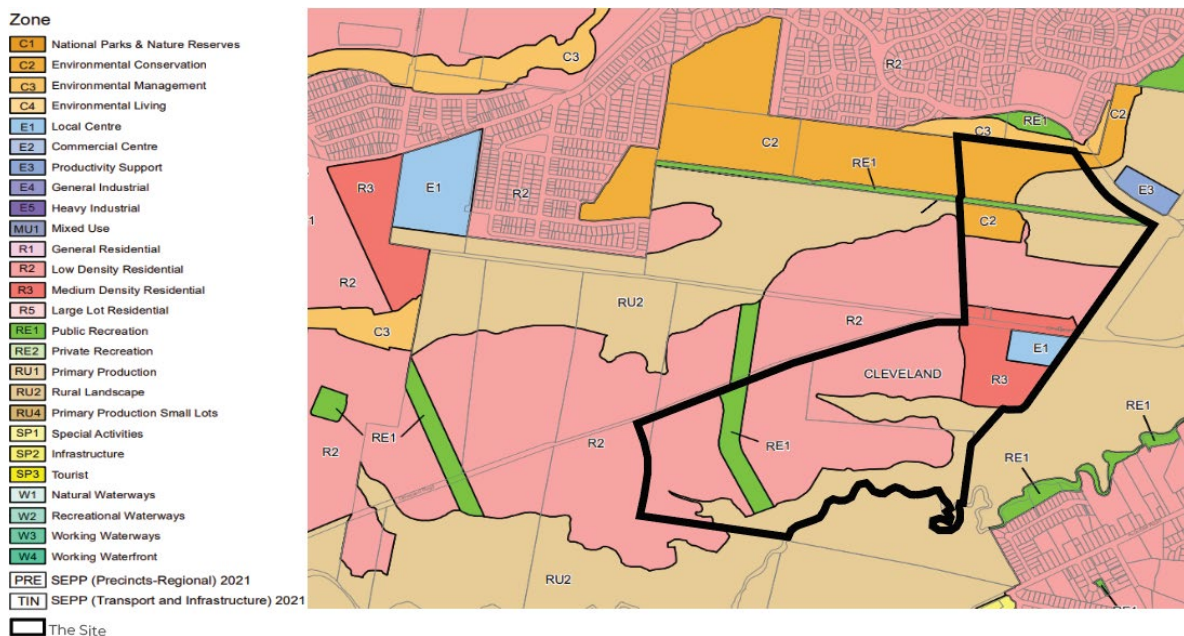 Zone
C1 National Parks & Nature Reserves
C2 Environmental Conservation
C3 Environmental Management
C4 Environmental Living
E1 Local Centre
E2 Commercial Centre
E3 Productivity Support
E4 General Industrial
E5 Heavy Industrial
MU1 Mixed Use
R1 General Residential
R2 Low Density Residential
R3 Medium Density Residential
R5 Large Lot Residential
RE1 Public Recreation
RE2 Private Recreation
RU1 Primary Production
RU2 Rural Landscape
RU4 Primary Production Small Lots
SP1 Special Activities
SP2 Infrastructure
SP3 Tourist
W1 Natural Waterways
W2 Recreational Waterways
W3 Working Waterways
W4 Working Waterfront
PRE SEPP (Precincts-Regional) 2021
TIN SEPP (Transport and Infrastructure) 2021
The Site
C3
R2
C2
RE1
C3
C2
RE1
E3
R3
E1
R2
C2
R2
RU2
C3
R2
E1
CLEVELAND
R3
RE1
R2
RE1
R2
RE1
RE1
RU2